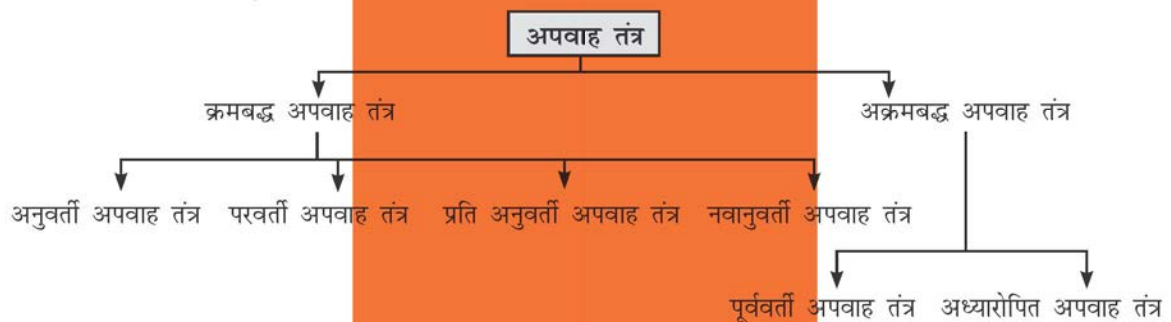 अपवाह तंत्र
क्रमबद्ध अपवाह तंत्र अक्रमबद्ध अपवाह तंत्र
अनुवर्ती अपवाह तंत्र परवर्ती अपवाह तंत्र प्रति अनुवर्ती अपवाह तंत्र नवानुवर्ती अपवाह तंत्र
पूर्ववर्ती अपवाह तंत्र अध्यारोपित अपवाह तंत्र